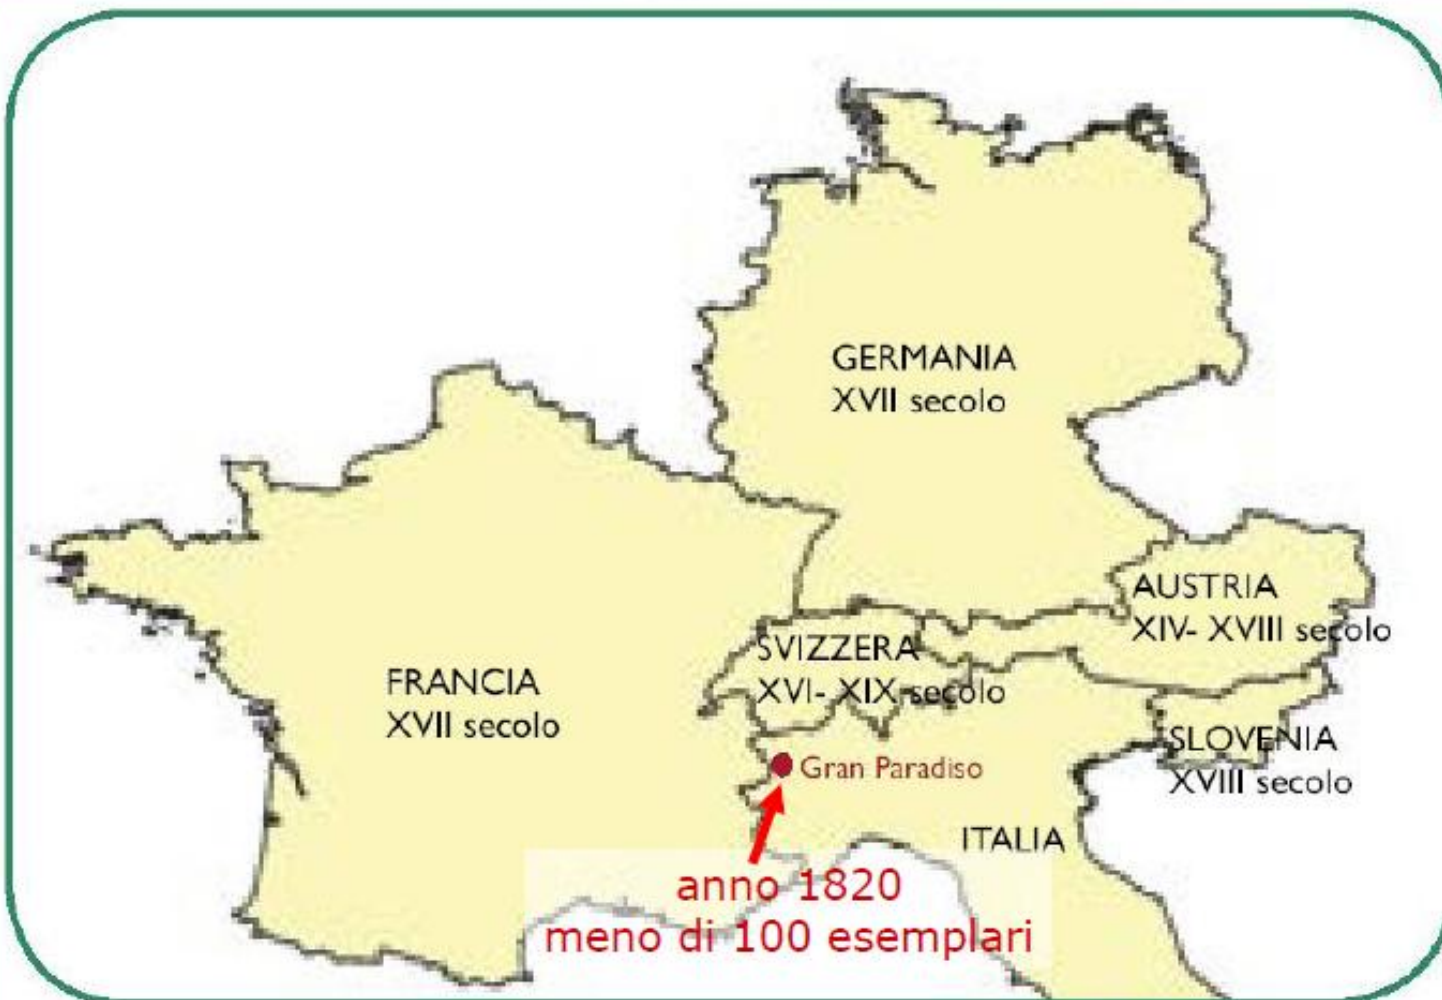 GERMANIA
XVII secolo
AUSTRIA
XIV- XVIII secolo
SVIZZERA
XVI- XIX secolo
FRANCIA
XVII secolo
SLOVENIA
XVIII secolo
Gran Paradiso
ITALIA
anno 1820
meno di 100 esemplari